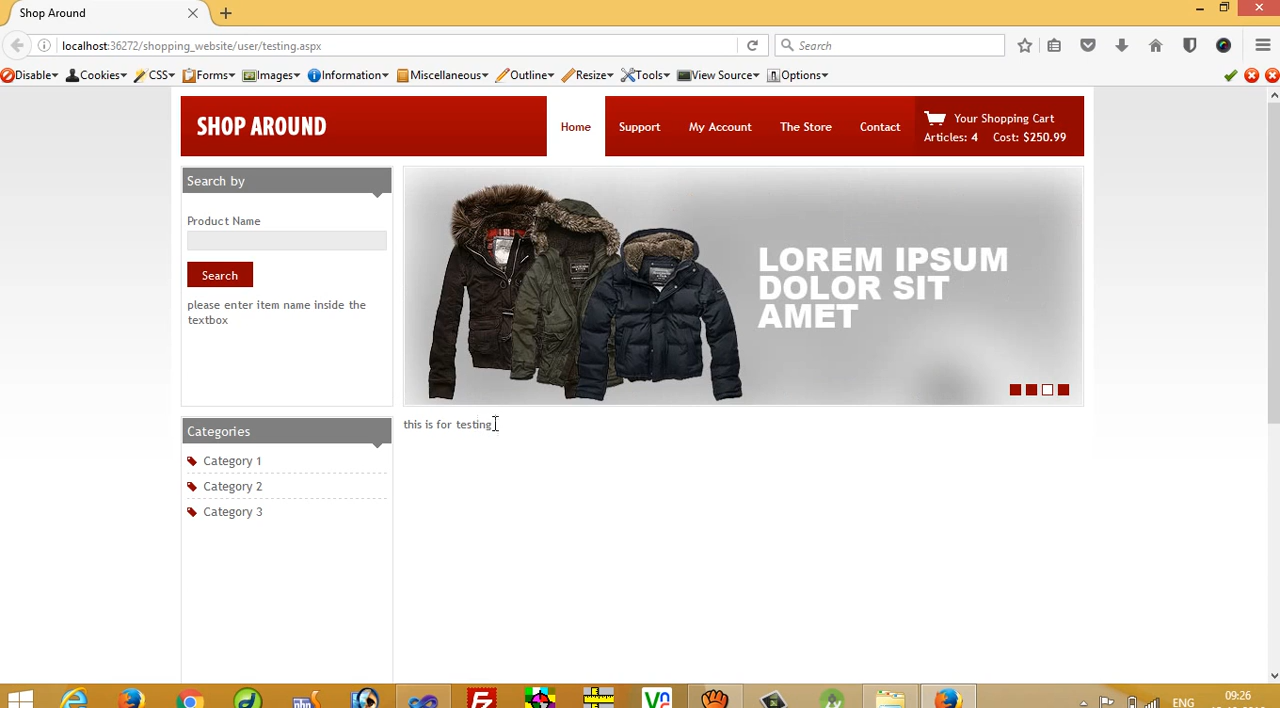 Shop Around
localhost:36272/shopping_website/user/testing.aspx
Search
Disable Cookies CSS Forms Images Information Miscellaneous Outline Resize Tools View Source Options
SHOP AROUND
Home Support My Account The Store Contact
Your Shopping Cart
Articles: 4 Cost: $250.99
Search by
Product Name
Search
please enter item name inside the
textbox
LOREM IPSUM
DOLOR SIT
AMET
this is for testing
Categories
Category 1
Category 2
Category 3
ENG
09:26